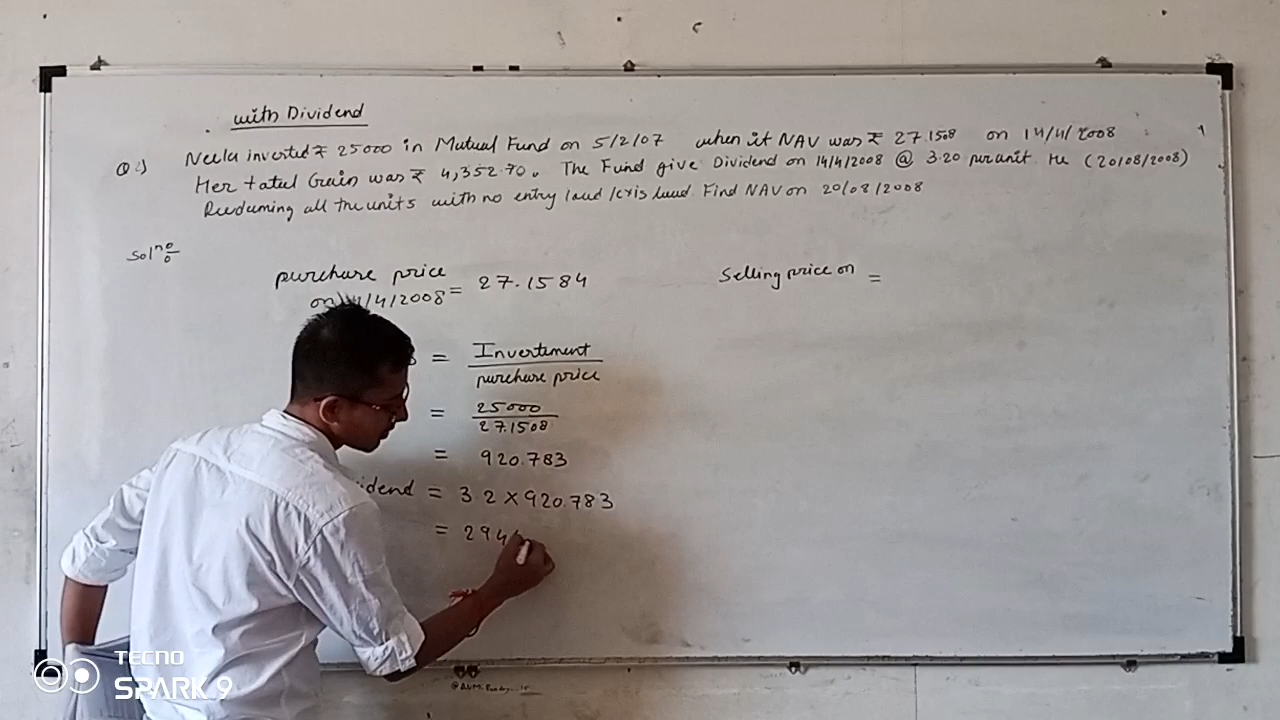 with Dividend
Q2) Neela invested ₹ 25000 in Mutual Fund on 5/2/07 when it NAV was ₹ 27.1508 on 14/4/2008
Her total Gain was ₹ 4,352.70. The Fund give Dividend on 14/4/2008 @ 3.20 per unit. He (20/08/2008)
all the units with no entry load / load. Find NAV on 20/08/2008
Solⁿ
purchase price
on 14/4/2008 = 27.1584
= Investment / purchase price
= 25000 / 27.1508
= 920.783
idend = 3 2 × 920.783
= 294
Selling price on =
TECNO
SPARK 9